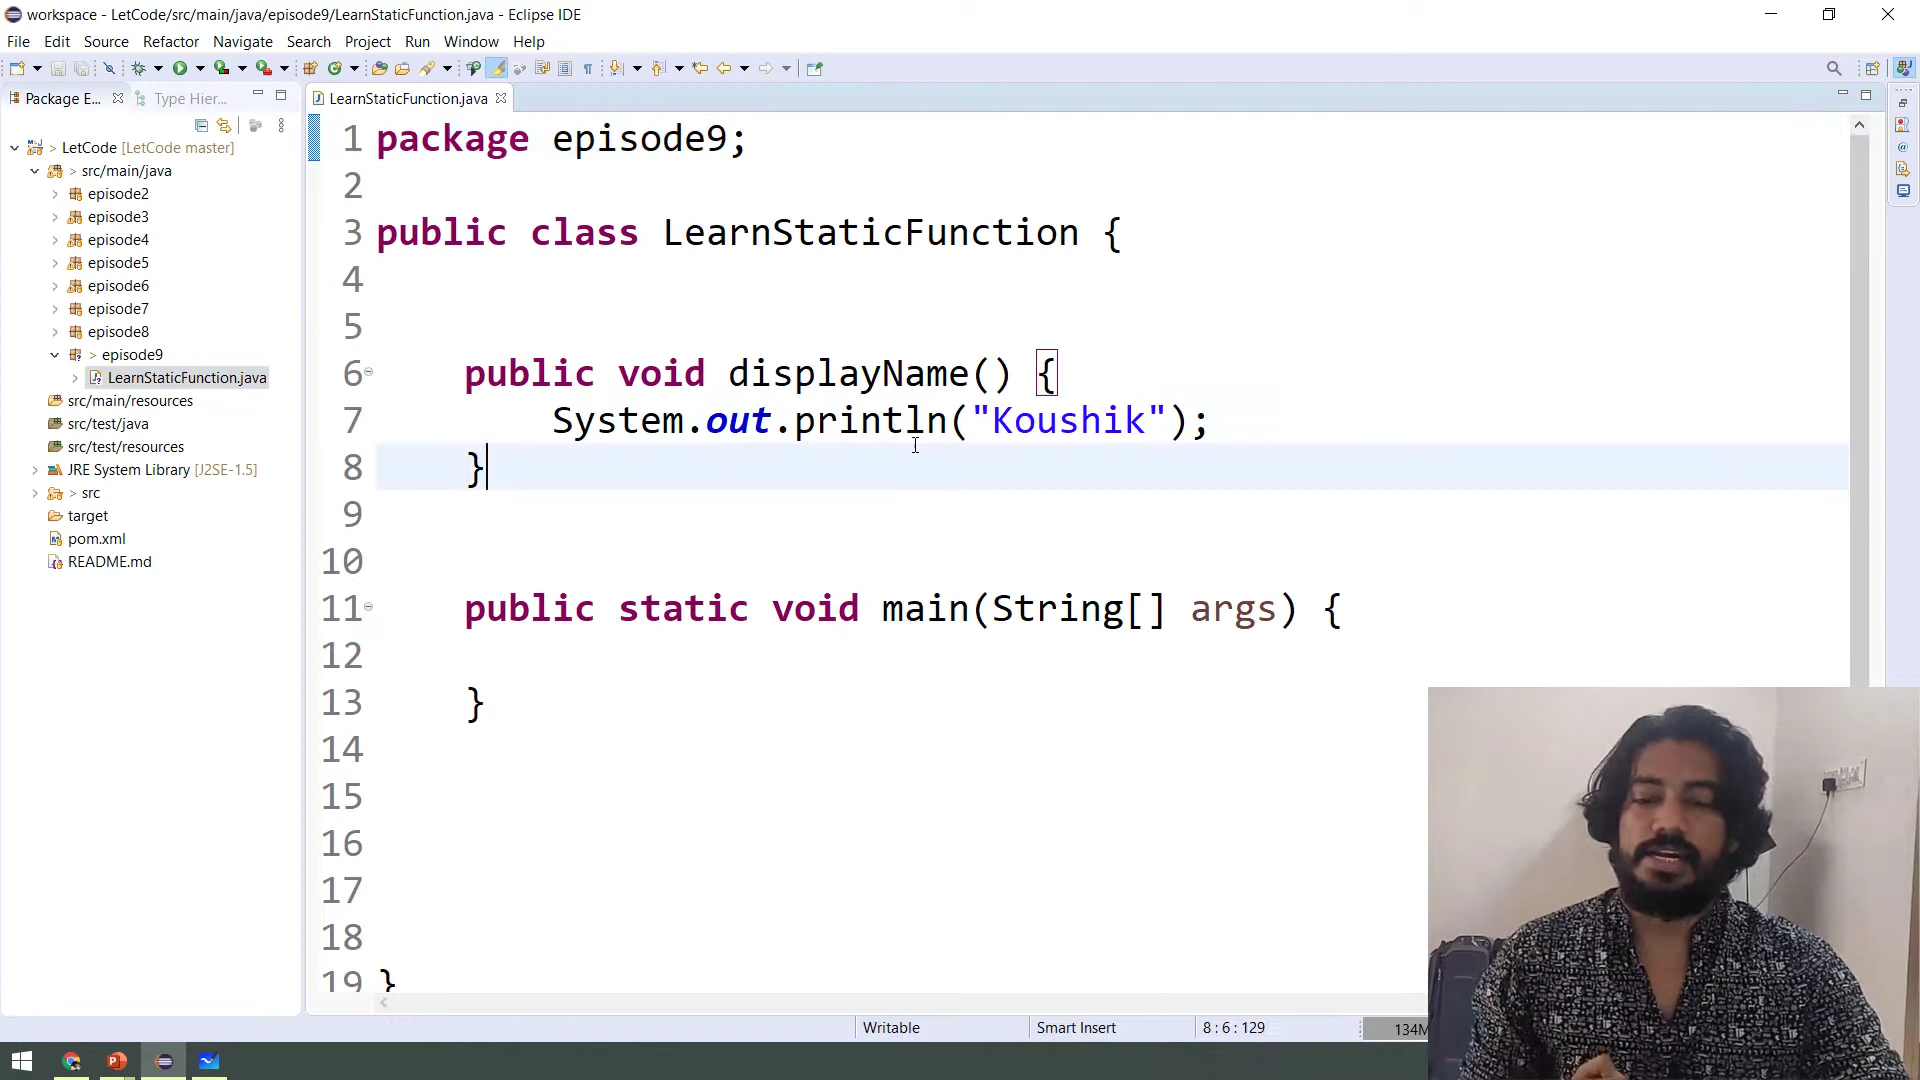 workspace - LetCode/src/main/java/episode9/LearnStaticFunction.java - Eclipse IDE
File Edit Source Refactor Navigate Search Project Run Window Help
Package E... Type Hier...
LearnStaticFunction.java
> LetCode [LetCode master]
> src/main/java
episode2
episode3
episode4
episode5
episode6
episode7
episode8
> episode9
LearnStaticFunction.java
src/main/resources
src/test/java
src/test/resources
JRE System Library [J2SE-1.5]
> src
target
pom.xml
README.md
1 package episode9;
2
3 public class LearnStaticFunction {
4
5
6 public void displayName() {
7 System.out.println("Koushik");
8 }
9
10
11 public static void main(String[] args) {
12
13 }
14
15
16
17
18
19 }
Writable Smart Insert 8 : 6 : 129 134M